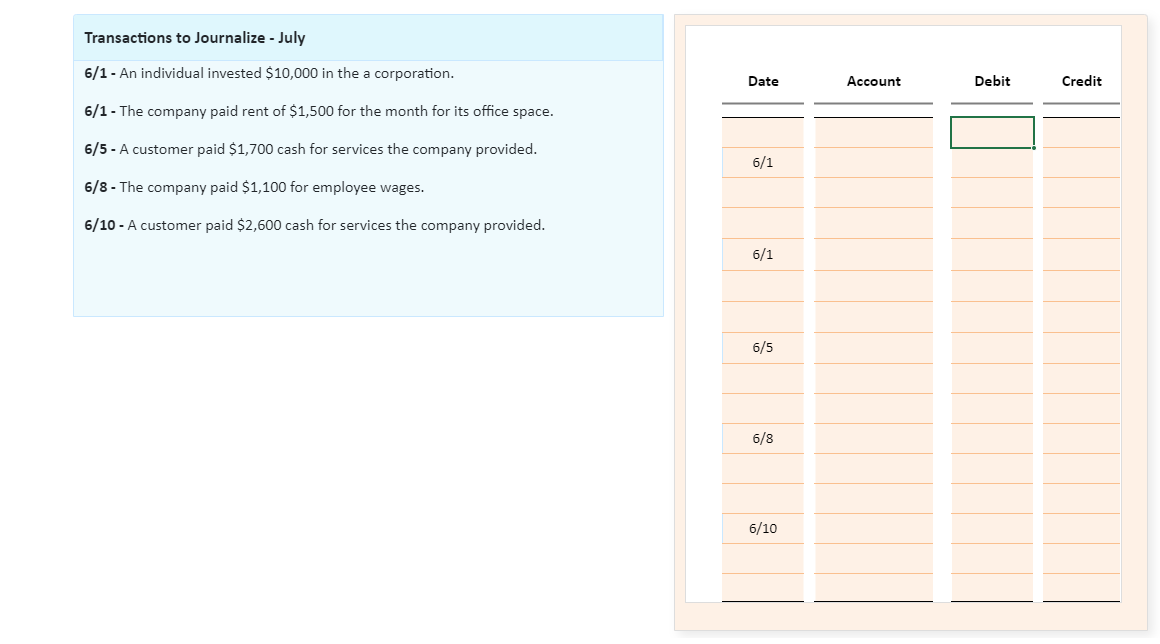 Transactions to Journalize - July
6/1 - An individual invested $10,000 in the a corporation.
6/1 - The company paid rent of $1,500 for the month for its office space.
6/5 - A customer paid $1,700 cash for services the company provided.
6/8 - The company paid $1,100 for employee wages.
6/10 - A customer paid $2,600 cash for services the company provided.
Date Account Debit Credit
6/1
6/1
6/5
6/8
6/10